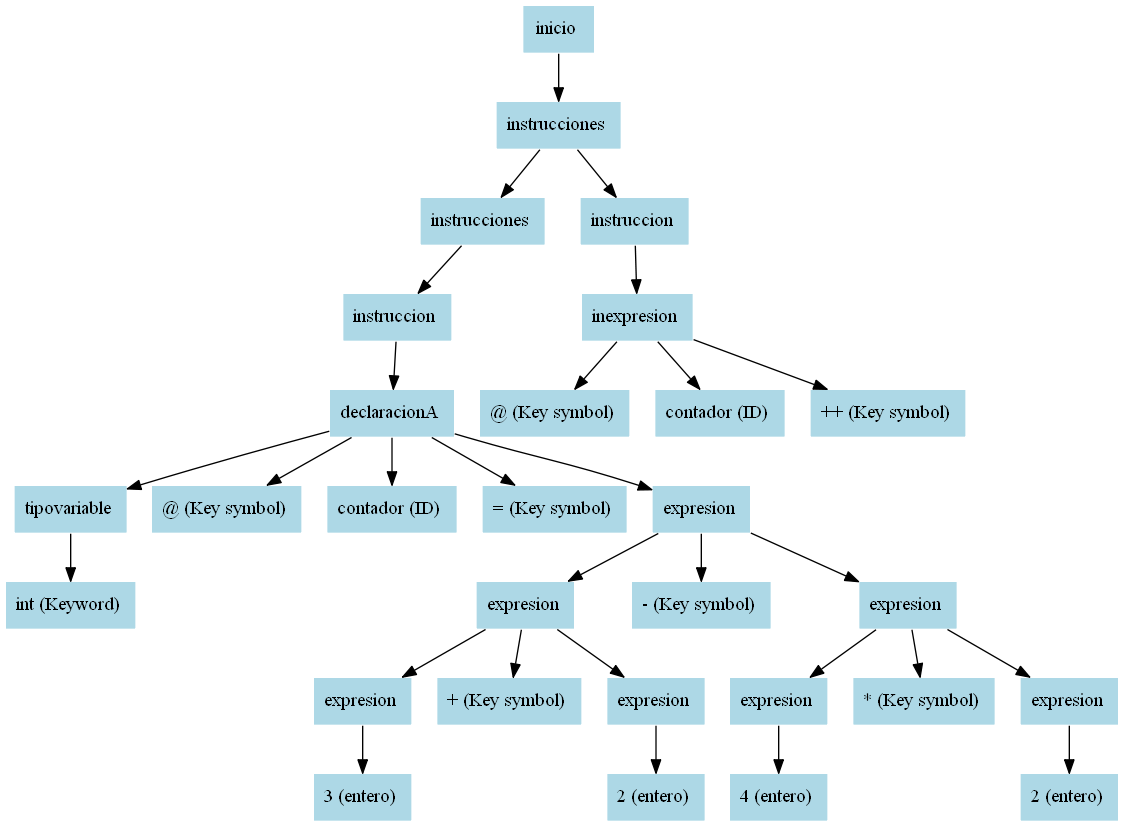 inicio
instrucciones
instrucciones
instruccion
instruccion
inexpresion
declaracionA
@ (Key symbol)
contador (ID)
++ (Key symbol)
tipovariable
@ (Key symbol)
contador (ID)
= (Key symbol)
expresion
int (Keyword)
expresion
- (Key symbol)
expresion
expresion
+ (Key symbol)
expresion
expresion
* (Key symbol)
expresion
3 (entero)
2 (entero)
4 (entero)
2 (entero)